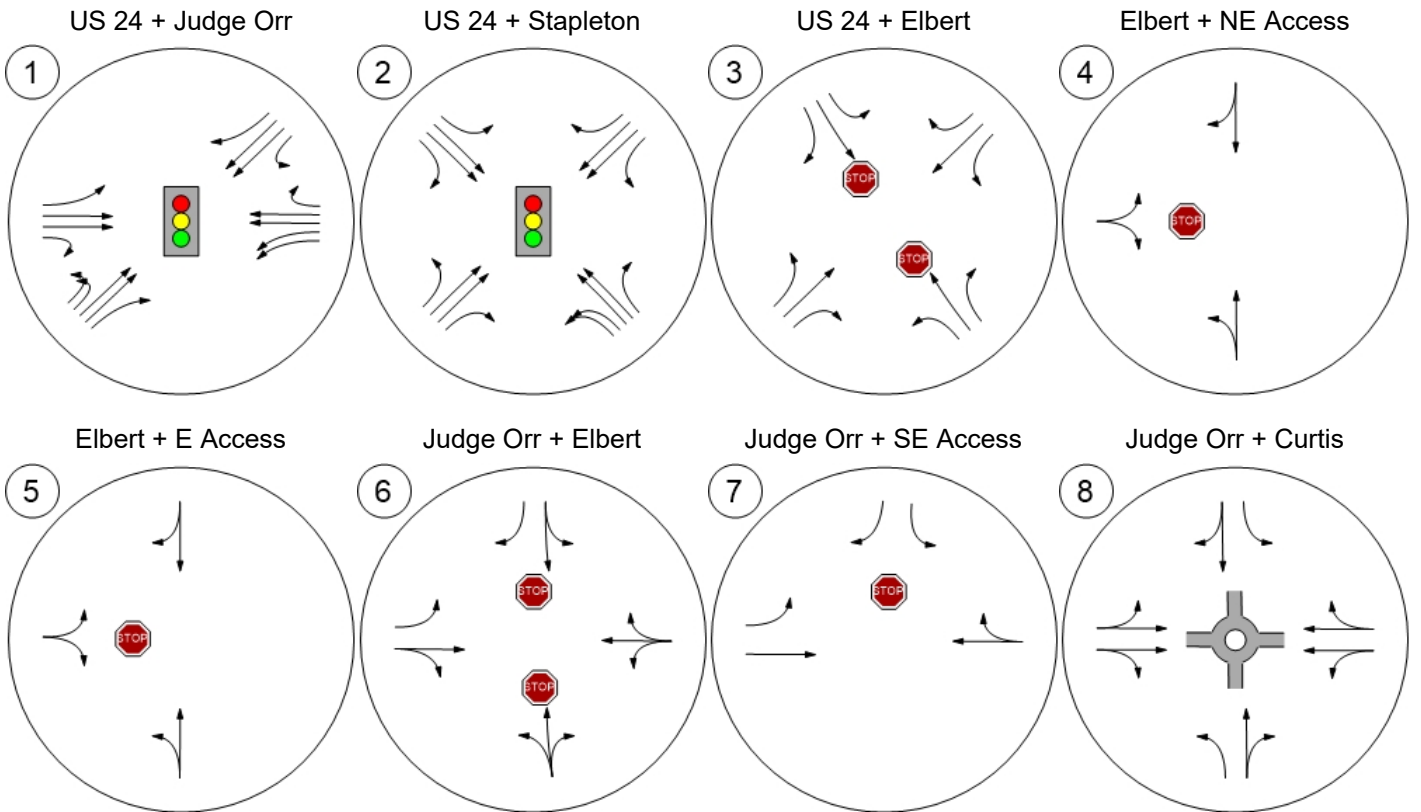 US 24 + Judge Orr
US 24 + Stapleton
US 24 + Elbert
Elbert + NE Access
1
2
3
4
STOP
STOP
STOP
Elbert + E Access
Judge Orr + Elbert
Judge Orr + SE Access
Judge Orr + Curtis
5
6
7
8
STOP
STOP
STOP
STOP